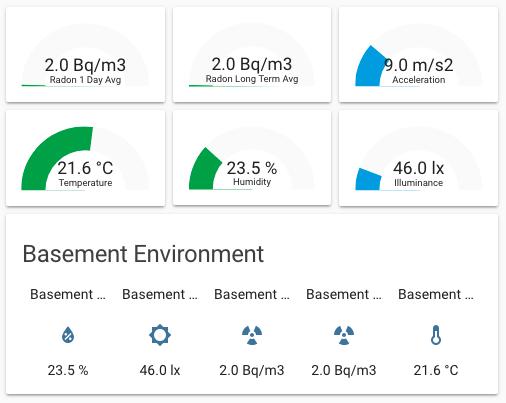 2.0 Bq/m3
Radon 1 Day Avg
2.0 Bq/m3
Radon Long Term Avg
9.0 m/s2
Acceleration
21.6 °C
Temperature
23.5 %
Humidity
46.0 lx
Illuminance
Basement Environment
Basement ... Basement ... Basement ... Basement ... Basement ...
23.5 % 46.0 lx 2.0 Bq/m3 2.0 Bq/m3 21.6 °C